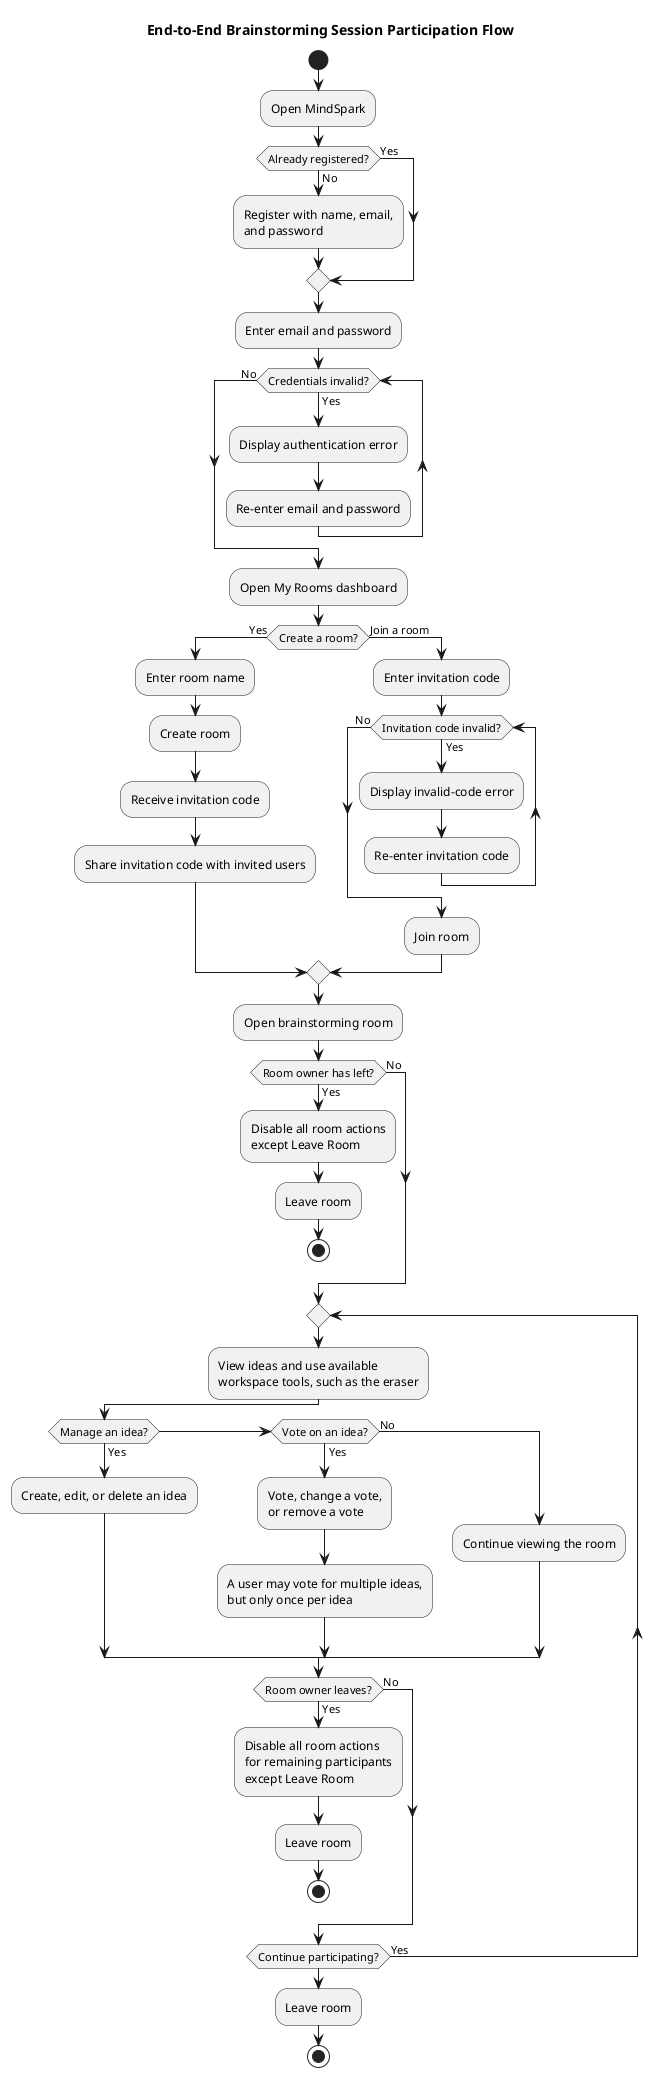 End-to-End Brainstorming Session Participation Flow
Open MindSpark
Already registered?
Yes
No
Register with name, email,
and password
Enter email and password
Credentials invalid?
No
Yes
Display authentication error
Re-enter email and password
Open My Rooms dashboard
Create a room?
Yes
Join a room
Enter room name
Create room
Receive invitation code
Share invitation code with invited users
Enter invitation code
Invitation code invalid?
No
Yes
Display invalid-code error
Re-enter invitation code
Join room
Open brainstorming room
Room owner has left?
No
Yes
Disable all room actions
except Leave Room
Leave room
View ideas and use available
workspace tools, such as the eraser
Manage an idea?
Yes
Create, edit, or delete an idea
Vote on an idea?
Yes
No
Vote, change a vote,
or remove a vote
A user may vote for multiple ideas,
but only once per idea
Continue viewing the room
Room owner leaves?
No
Yes
Disable all room actions
for remaining participants
except Leave Room
Leave room
Continue participating?
Yes
Leave room